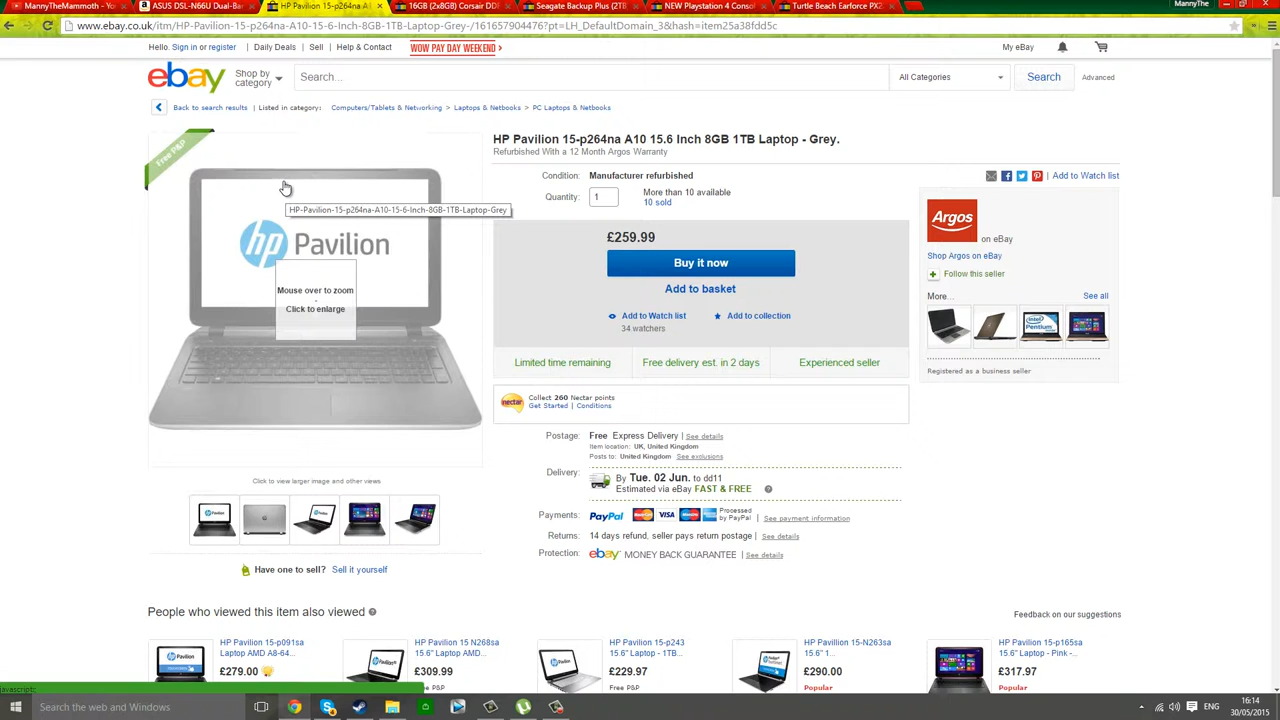 MannyTheMammoth - YouT
ASUS DSL-N66U Dual-Ba
HP Pavilion 15-p264na A1
16GB (2x8GB) Corsair DD
Seagate Backup Plus (2TB
NEW PlayStation 4 Consol
Turtle Beach Earforce PX2
MannyThe
www.ebay.co.uk/itm/HP-Pavilion-15-p264na-A10-15-6-Inch-8GB-1TB-Laptop-Grey-/161657904476?pt=LH_DefaultDomain_3&hash=item25a38fdd5c
Hello. Sign in or register
Daily Deals
Sell
Help & Contact
WOW PAY DAY WEEKEND
My eBay
ebay
Shop by category
Search...
All Categories
Search
Advanced
Back to search results | Listed in category: Computers/Tablets & Networking > Laptops & Netbooks > PC Laptops & Netbooks
Free P&P
hp Pavilion
HP-Pavilion-15-p264na-A10-15-6-Inch-8GB-1TB-Laptop-Grey
Mouse over to zoom
-
Click to enlarge
Click to view larger image and other views
Have one to sell? Sell it yourself
HP Pavilion 15-p264na A10 15.6 Inch 8GB 1TB Laptop - Grey.
Refurbished With a 12 Month Argos Warranty
Condition: Manufacturer refurbished
Quantity: 1
More than 10 available
10 sold
£259.99
Buy it now
Add to basket
Add to Watch list
Add to collection
34 watchers
Limited time remaining
Free delivery est. in 2 days
Experienced seller
nectar
Collect 260 Nectar points
Get Started | Conditions
Postage: Free Express Delivery | See details
Item location: UK, United Kingdom
Posts to: United Kingdom See exclusions
Delivery: By Tue. 02 Jun. to dd11
Estimated via eBay FAST & FREE
Payments: PayPal MasterCard VISA
Processed by PayPal
See payment information
Returns: 14 days refund, seller pays return postage | See details
Protection: ebay MONEY BACK GUARANTEE | See details
| Add to Watch list
Argos
on eBay
Shop Argos on eBay
Follow this seller
More...
See all
intel Pentium
Registered as a business seller
People who viewed this item also viewed
Feedback on our suggestions
HP Pavilion 15-p091sa
Laptop AMD A8-64...
£279.00
HP Pavilion 15 N268sa
15.6" Laptop AMD...
£309.99
Free P&P
HP Pavilion 15-p243
15.6" Laptop - 1TB...
£229.97
Free P&P
HP Pavillion 15-N263sa
15.6" 1...
£290.00
Popular
HP Pavilion 15-p165sa
15.6" Laptop - Pink -...
£317.97
Popular
javascript:
Search the web and Windows
ENG
16:14
30/05/2015